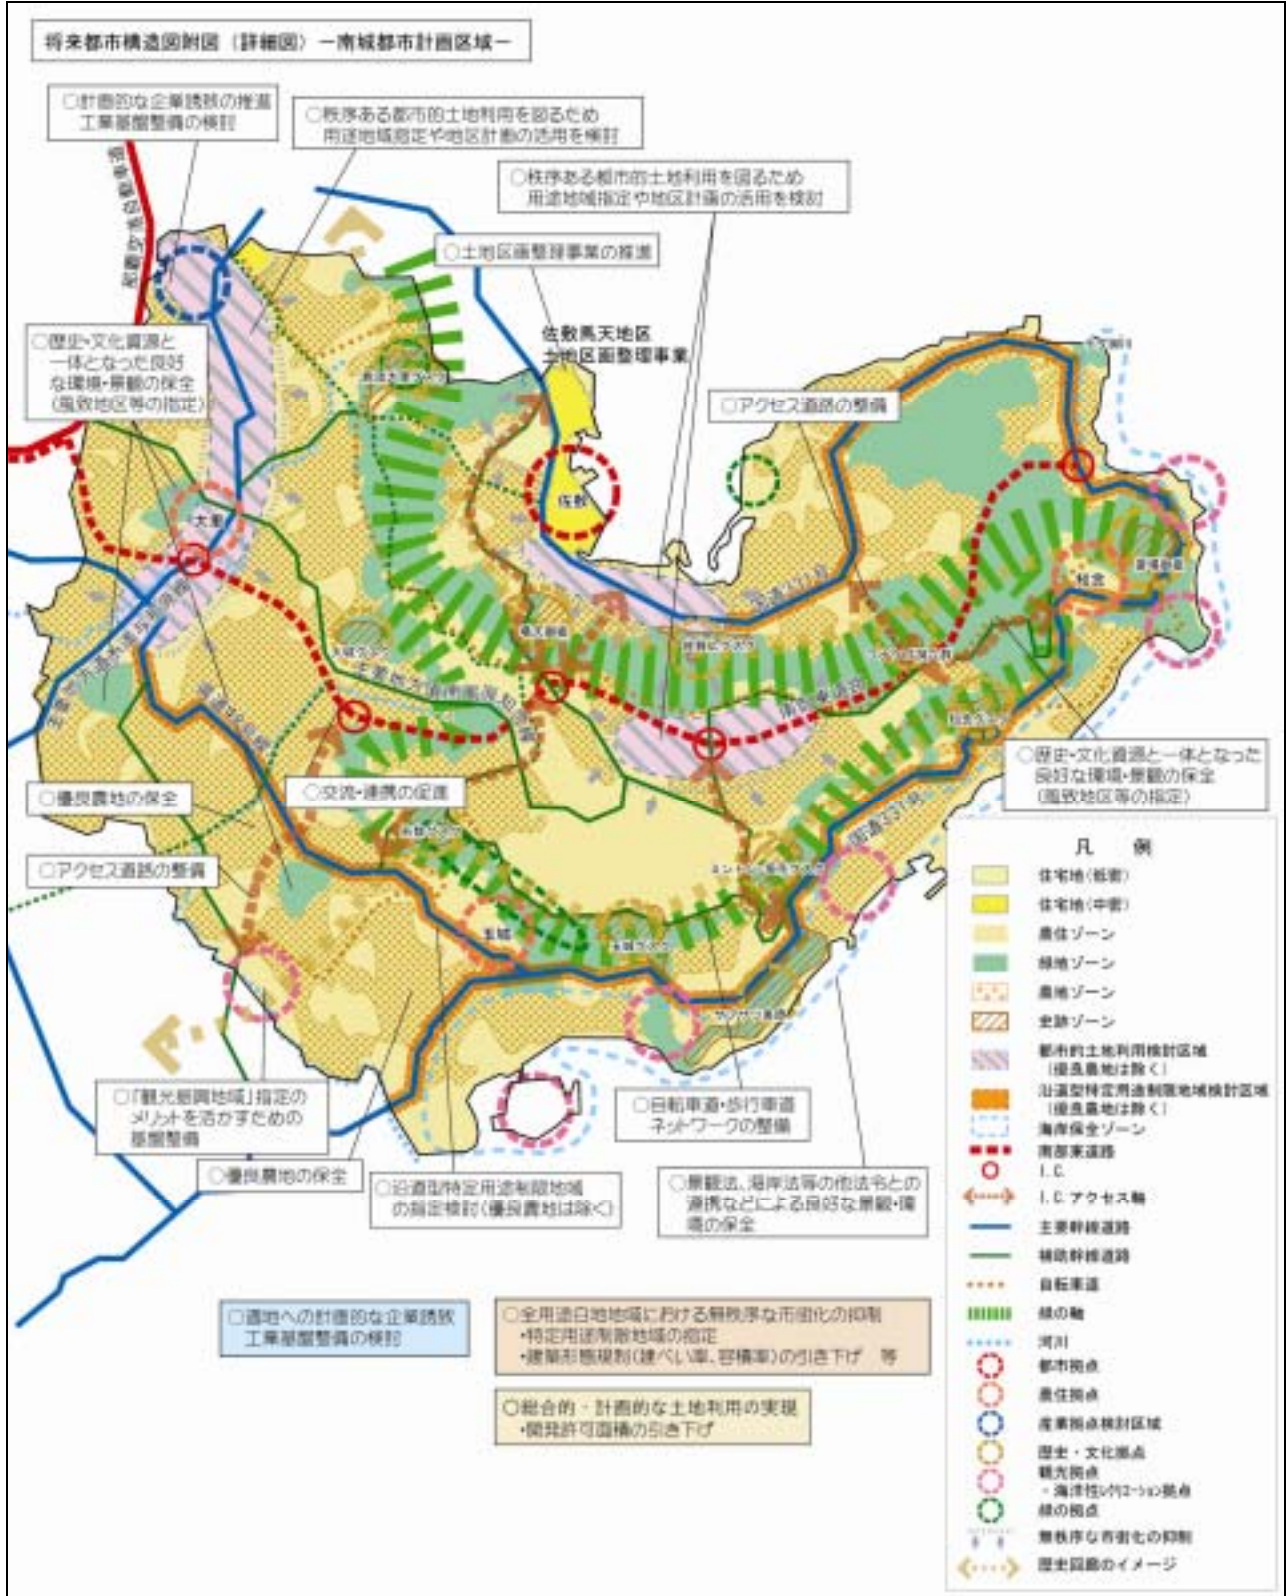 将来都市構造図附図（詳細図）－南城都市計画区域－
○計画的な企業誘致の推進
工業基盤整備の検討
○秩序ある都市的土地利用を図るため
用途地域指定や地区計画の活用を検討
○秩序ある都市的土地利用を図るため
用途地域指定や地区計画の活用を検討
那覇空港自動車道
○土地区画整理事業の推進
佐敷馬天地区
土地区画整理事業
○歴史・文化資源と
一体となった良好
な環境・景観の保全
（風致地区等の指定）
○アクセス道路の整備
佐敷
大里
国道331号
知念
大城グスク
知念グスク
国道331号
○歴史・文化資源と一体となった
良好な環境・景観の保全
（風致地区等の指定）
○優良農地の保全
○交流・連携の促進
○アクセス道路の整備
玉城
玉城グスク
○「観光振興地域」指定の
メリットを活かすための
基盤整備
○自転車道・歩行車道
ネットワークの整備
○優良農地の保全
○沿道型特定用途制限地域
の指定検討（優良農地は除く）
○景観法、海岸法等の他法令との
連携などによる良好な景観・環
境の保全
凡　例
住宅地（低密）
住宅地（中密）
農住ゾーン
緑地ゾーン
農地ゾーン
史跡ゾーン
都市的土地利用検討区域
（優良農地は除く）
沿道型特定用途制限地域検討区域
（優良農地は除く）
海岸保全ゾーン
南部東道路
I.C.
I.C.アクセス軸
主要幹線道路
補助幹線道路
自転車道
緑の軸
河川
都市拠点
農住拠点
産業拠点検討区域
歴史・文化拠点
観光拠点
・海洋性レクリエーション拠点
緑の拠点
無秩序な市街化の抑制
歴史回廊のイメージ
○適地への計画的な企業誘致
工業基盤整備の検討
○全用途白地地域における無秩序な市街化の抑制
・特定用途制限地域の指定
・建築形態規制（建ぺい率、容積率）の引き下げ　等
○総合的・計画的な土地利用の実現
・開発許可面積の引き下げ